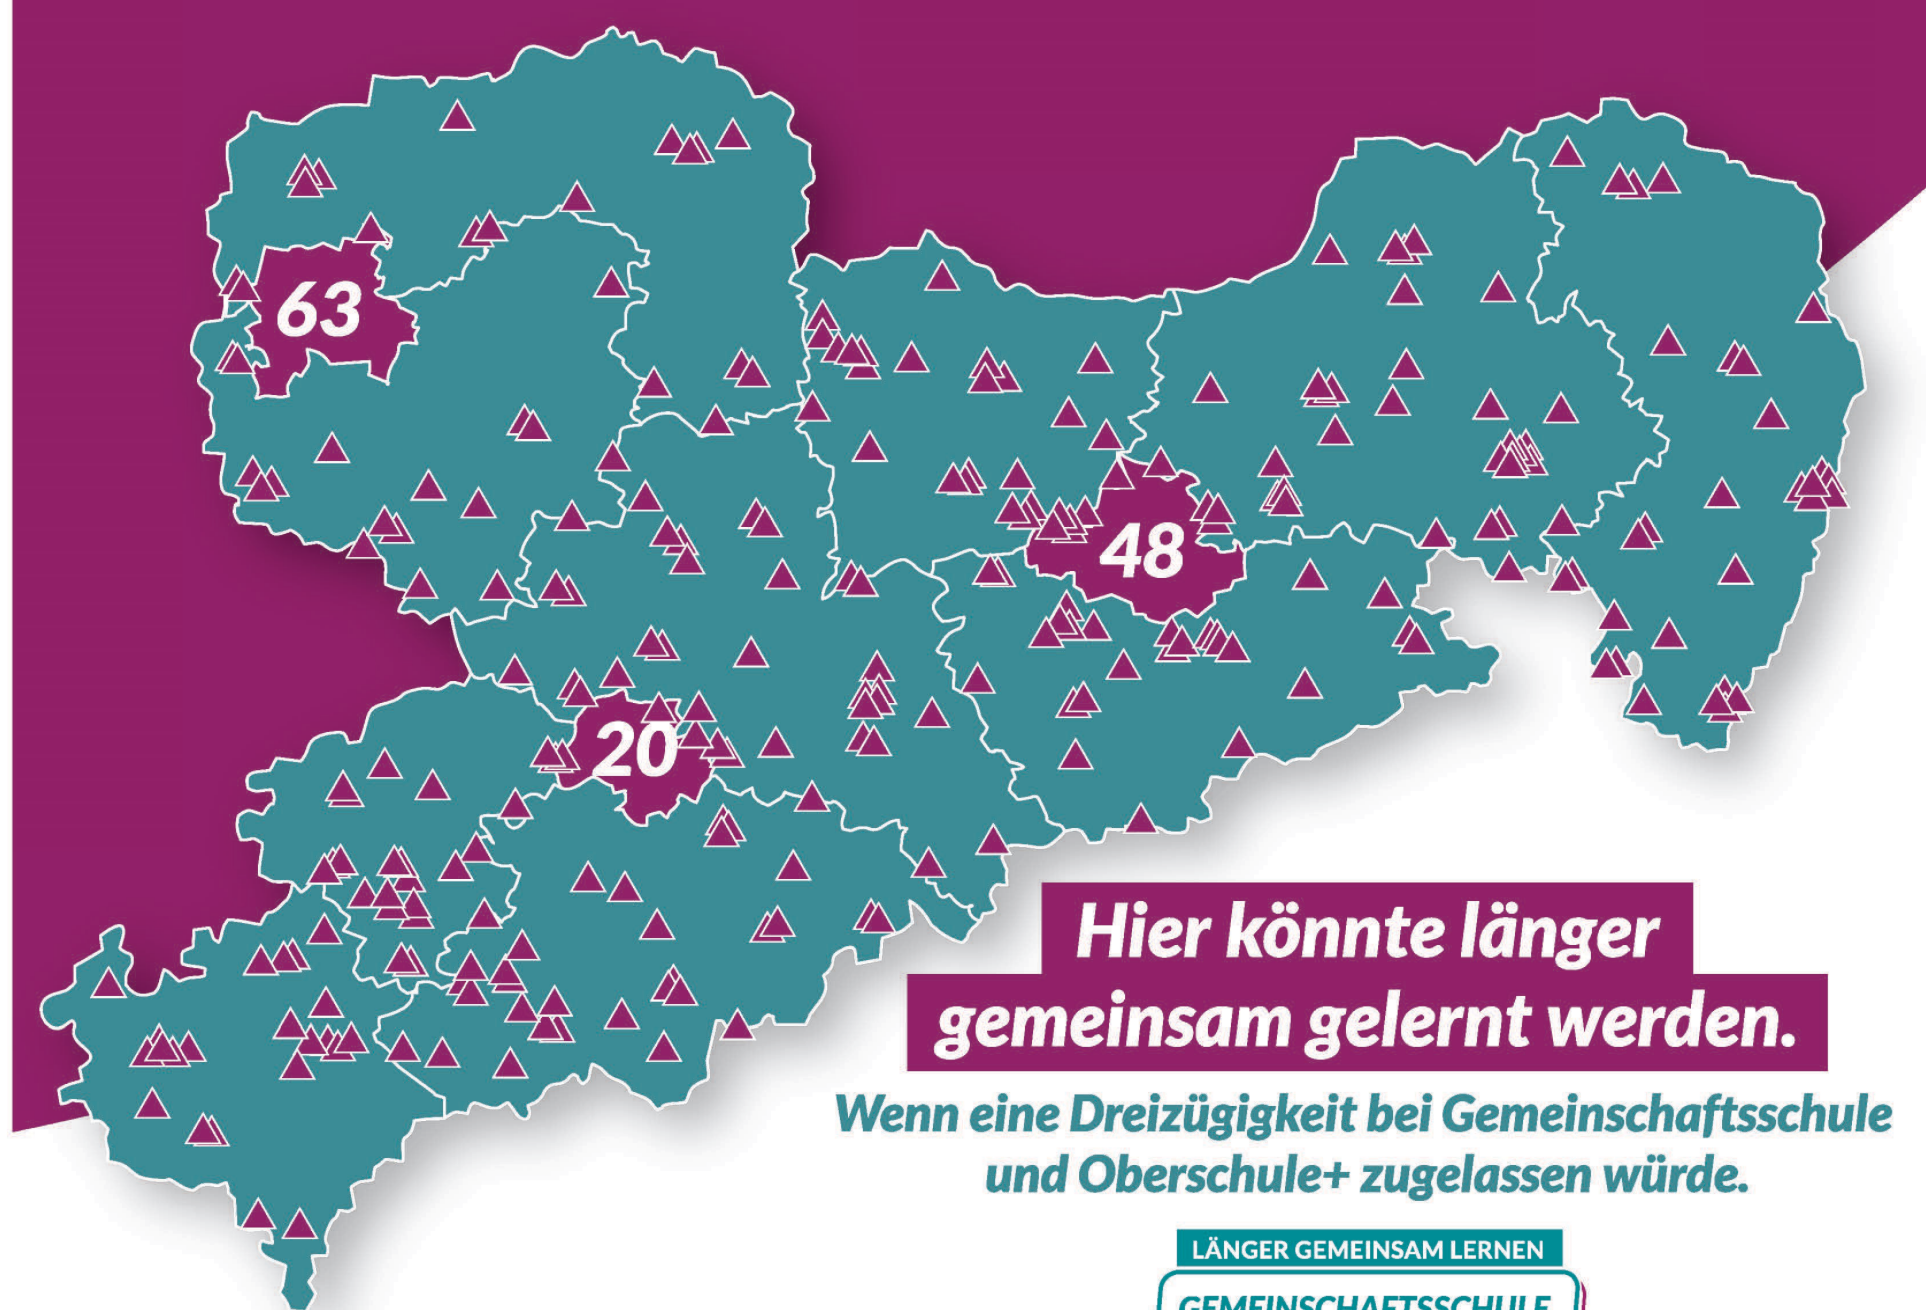 63
48
20
Hier könnte länger
gemeinsam gelernt werden.
Wenn eine Dreizügigkeit bei Gemeinschaftsschule
und Oberschule+ zugelassen würde.
LÄNGER GEMEINSAM LERNEN
GEMEINSCHAFTSSCHULE